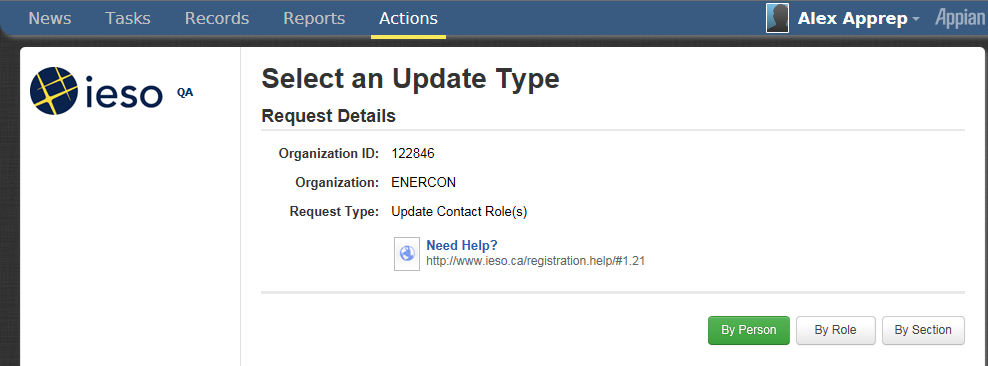 News Tasks Records Reports Actions Alex Apprep Appian
ieso QA
Select an Update Type
Request Details
Organization ID: 122846
Organization: ENERCON
Request Type: Update Contact Role(s)
Need Help?
http://www.ieso.ca/registration.help/#1.21
By Person By Role By Section